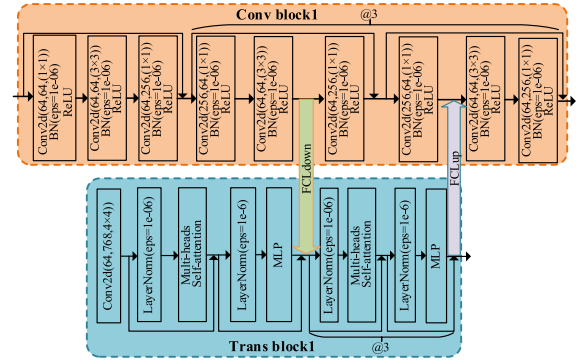 Conv block1
@3
Conv2d(64,64,(1×1))
BN(eps=1e-06)
ReLU
Conv2d(64,64,(3×3))
BN(eps=1e-06)
ReLU
Conv2d(64,256,(1×1))
BN(eps=1e-06)
ReLU
Conv2d(256,64,(1×1))
BN(eps=1e-06)
ReLU
Conv2d(64,64,(3×3))
BN(eps=1e-06)
ReLU
Conv2d(64,256,(1×1))
BN(eps=1e-06)
ReLU
Conv2d(256,64,(1×1))
BN(eps=1e-06)
ReLU
Conv2d(64,64,(3×3))
BN(eps=1e-06)
ReLU
Conv2d(64,256,(1×1))
BN(eps=1e-06)
ReLU
FCLdown
FCLup
Conv2d(64,768,4×4)
LayerNorm(eps=1e-06)
Multi-heads
Self-attention
LayerNorm(eps=1e-6)
MLP
LayerNorm(eps=1e-06)
Multi-heads
Self-attention
LayerNorm(eps=1e-6)
MLP
Trans block1
@3